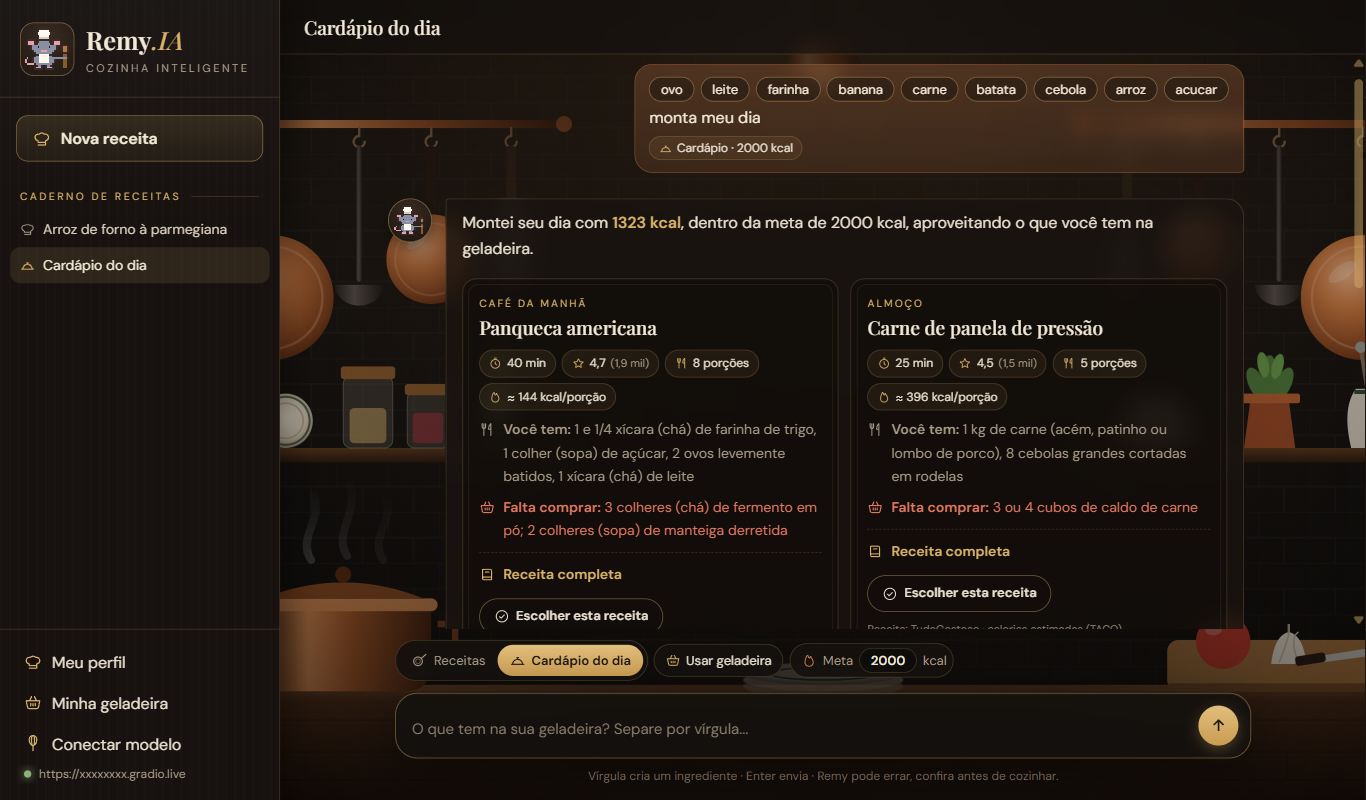 Remy.IA
COZINHA INTELIGENTE
Nova receita
CADERNO DE RECEITAS
Arroz de forno à parmegiana
Cardápio do dia
Meu perfil
Minha geladeira
Conectar modelo
https://xxxxxxxx.gradio.live
Cardápio do dia
ovo leite farinha banana carne batata cebola arroz acucar
monta meu dia
Cardápio · 2000 kcal
Montei seu dia com 1323 kcal, dentro da meta de 2000 kcal, aproveitando o que você tem na
geladeira.
CAFÉ DA MANHÃ
Panqueca americana
40 min 4,7 (1,9 mil) 8 porções
≈ 144 kcal/porção
Você tem: 1 e 1/4 xícara (chá) de farinha de trigo,
1 colher (sopa) de açúcar, 2 ovos levemente
batidos, 1 xícara (chá) de leite
Falta comprar: 3 colheres (chá) de fermento em
pó; 2 colheres (sopa) de manteiga derretida
Receita completa
Escolher esta receita
ALMOÇO
Carne de panela de pressão
25 min 4,5 (1,5 mil) 5 porções
≈ 396 kcal/porção
Você tem: 1 kg de carne (acém, patinho ou
lombo de porco), 8 cebolas grandes cortadas
em rodelas
Falta comprar: 3 ou 4 cubos de caldo de carne
Receita completa
Escolher esta receita
Receita: TudoGostoso · calorias estimadas (TACO)
Receitas Cardápio do dia Usar geladeira Meta 2000 kcal
O que tem na sua geladeira? Separe por vírgula...
Vírgula cria um ingrediente · Enter envia · Remy pode errar, confira antes de cozinhar.